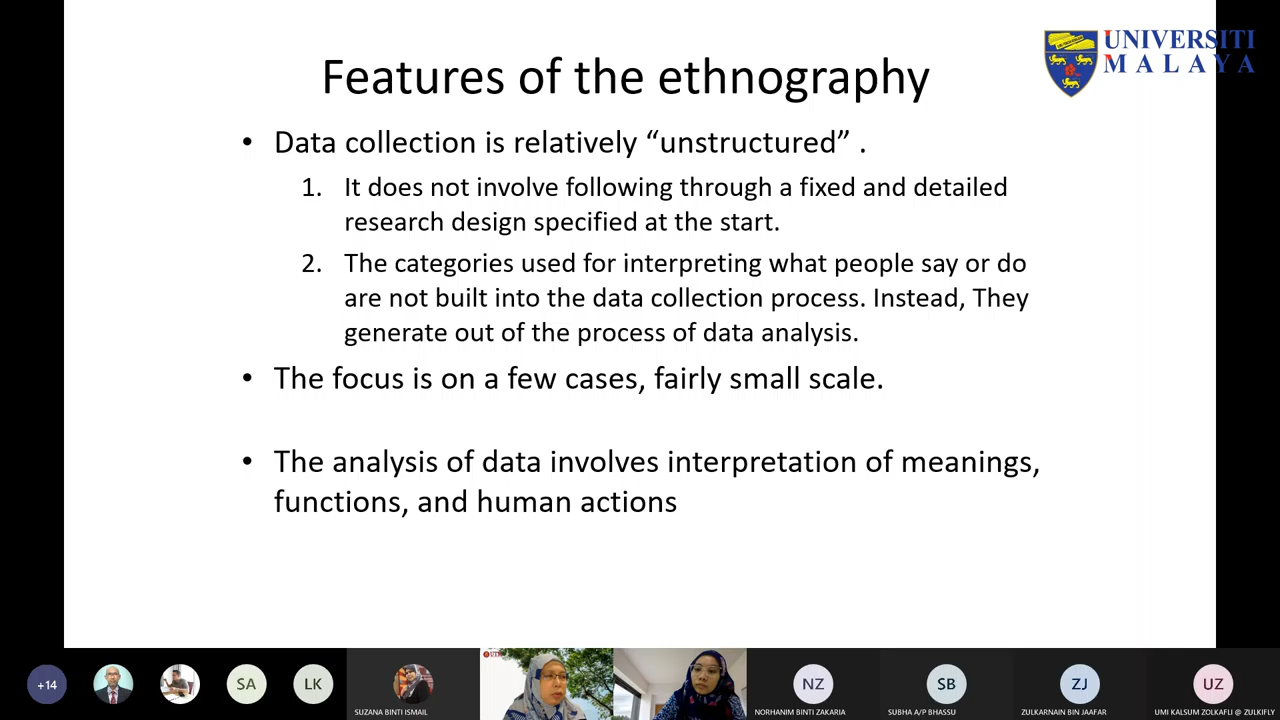 UNIVERSITI
MALAYA
Features of the ethnography
• Data collection is relatively “unstructured” .
1. It does not involve following through a fixed and detailed
research design specified at the start.
2. The categories used for interpreting what people say or do
are not built into the data collection process. Instead, They
generate out of the process of data analysis.
• The focus is on a few cases, fairly small scale.
• The analysis of data involves interpretation of meanings,
functions, and human actions
+14
SA
LK
SUZANA BINTI ISMAIL
NZ
NORHANIM BINTI ZAKARIA
SB
SUBHA A/P BHASSU
ZJ
ZULKARNAIN BIN JAAFAR
UZ
UMI KALSUM ZOLKAFLI @ ZULKIFLY